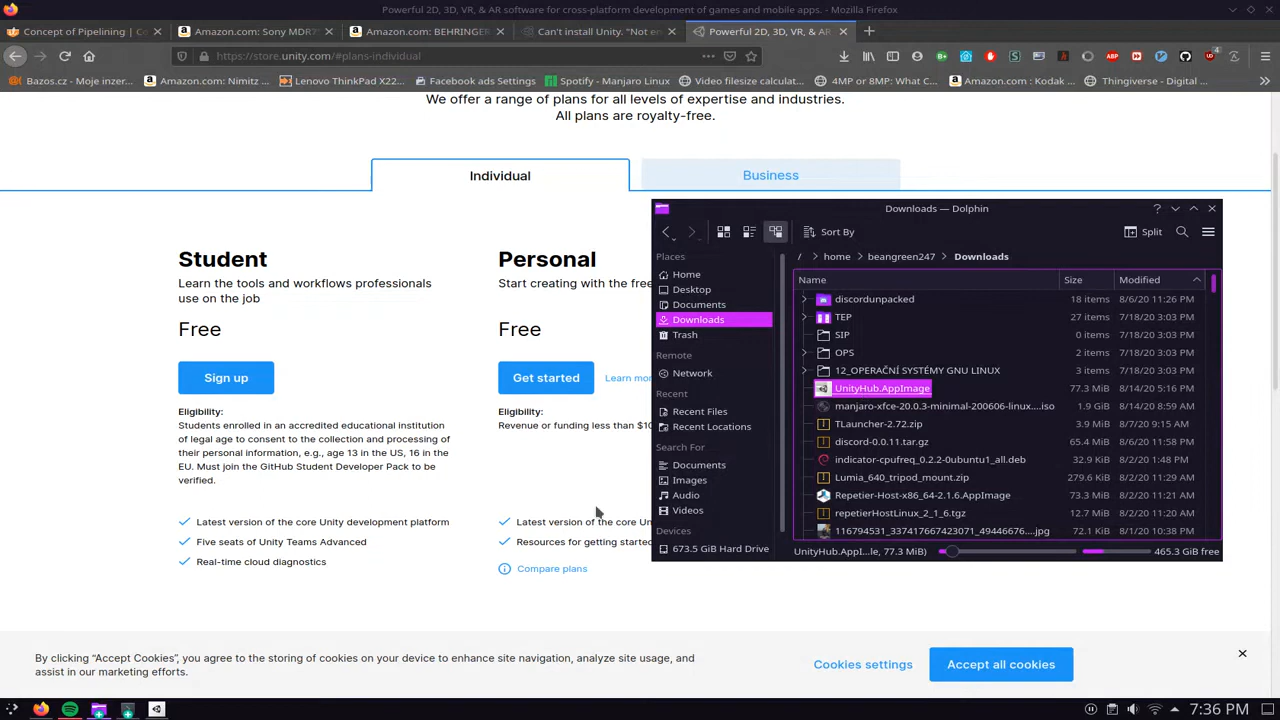 Powerful 2D, 3D, VR, & AR software for cross-platform development of games and mobile apps. - Mozilla Firefox
Concept of Pipelining | C
Amazon.com: Sony MDR7
Amazon.com: BEHRINGER
Can't install Unity. "Not en
Powerful 2D, 3D, VR, & AR
https://store.unity.com/#plans-individual
4
Bazos.cz - Moje inzer...
Amazon.com: Nimitz ...
Lenovo ThinkPad X22...
Facebook ads Settings
Spotify - Manjaro Linux
Video filesize calculat...
4MP or 8MP: What C...
Amazon.com : Kodak ...
Thingiverse - Digital ...
We offer a range of plans for all levels of expertise and industries.
All plans are royalty-free.
Individual
Business
Student
Learn the tools and workflows professionals
use on the job
Free
Sign up
Eligibility:
Students enrolled in an accredited educational institution
of legal age to consent to the collection and processing of
their personal information, e.g., age 13 in the US, 16 in the
EU. Must join the GitHub Student Developer Pack to be
verified.
Latest version of the core Unity development platform
Five seats of Unity Teams Advanced
Real-time cloud diagnostics
Personal
Start creating with the free
Free
Get started
Learn mor
Eligibility:
Revenue or funding less than $10
Latest version of the core Un
Resources for getting started
Compare plans
Downloads — Dolphin
Sort By
Split
Places
Home
Desktop
Documents
Downloads
Trash
Remote
Network
Recent
Recent Files
Recent Locations
Search For
Documents
Images
Audio
Videos
Devices
673.5 GiB Hard Drive
/ > home > beangreen247 > Downloads
Name Size Modified
discordunpacked 18 items 8/6/20 11:26 PM
TEP 27 items 7/18/20 3:03 PM
SIP 0 items 7/18/20 3:03 PM
OPS 2 items 7/18/20 3:03 PM
12_OPERAČNÍ SYSTÉMY GNU LINUX 3 items 7/18/20 3:03 PM
UnityHub.AppImage 77.3 MiB 8/14/20 5:16 PM
manjaro-xfce-20.0.3-minimal-200606-linux....iso 1.9 GiB 8/14/20 8:59 AM
TLauncher-2.72.zip 3.9 MiB 8/7/20 9:15 AM
discord-0.0.11.tar.gz 65.4 MiB 8/6/20 11:58 PM
indicator-cpufreq_0.2.2-0ubuntu1_all.deb 32.9 KiB 8/2/20 1:48 PM
Lumia_640_tripod_mount.zip 279.6 KiB 8/2/20 11:21 AM
Repetier-Host-x86_64-2.1.6.AppImage 73.3 MiB 8/2/20 11:21 AM
repetierHostLinux_2_1_6.tgz 12.7 MiB 8/2/20 11:20 AM
116794531_337417667423071_49446676....jpg 72.1 KiB 8/1/20 10:38 PM
UnityHub.AppI...le, 77.3 MiB)
465.3 GiB free
By clicking “Accept Cookies”, you agree to the storing of cookies on your device to enhance site navigation, analyze site usage, and
assist in our marketing efforts.
Cookies settings
Accept all cookies
7:36 PM